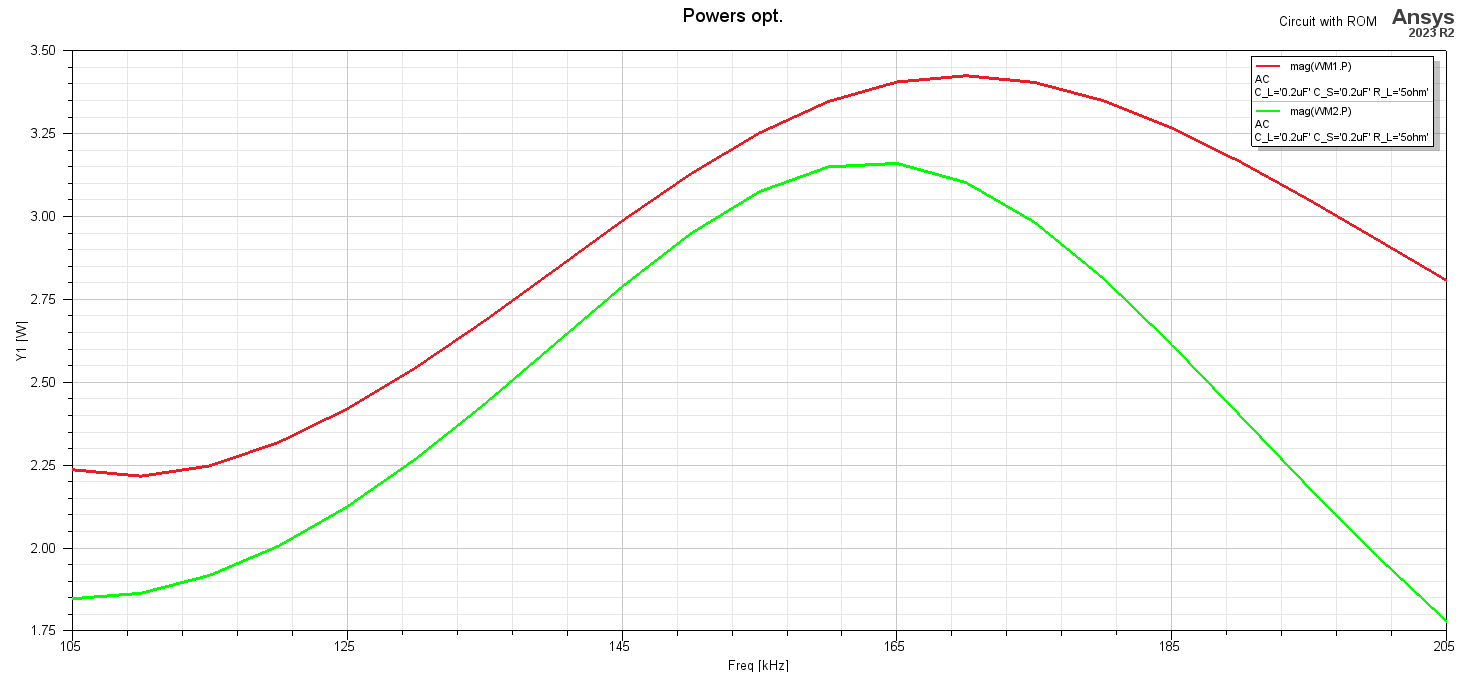 Powers opt.
Circuit with ROM
Ansys
2023 R2
3.50
3.25
3.00
2.75
2.50
2.25
2.00
1.75
Y1 [W]
mag(WM1.P)
AC
C_L='0.2uF' C_S='0.2uF' R_L='5ohm'
mag(WM2.P)
AC
C_L='0.2uF' C_S='0.2uF' R_L='5ohm'
105
125
145
165
185
205
Freq [kHz]